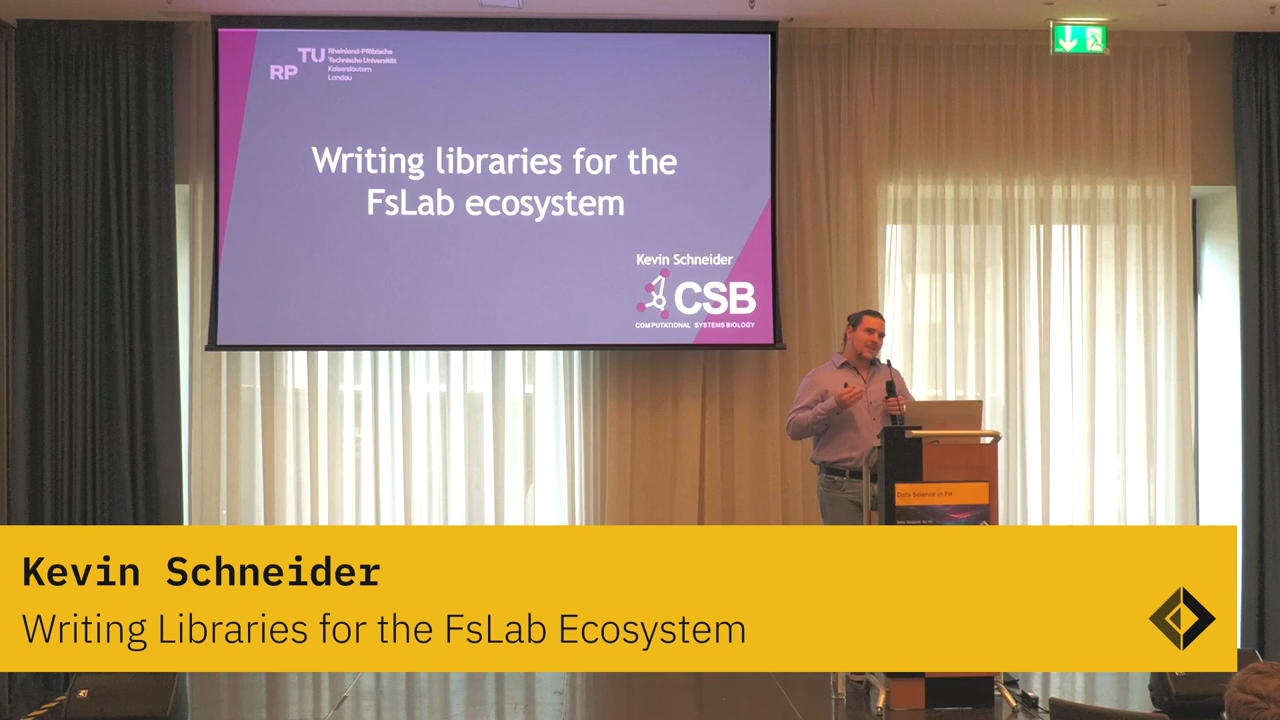 TU
RP
Rheinland-Pfälzische
Technische Universität
Kaiserslautern
Landau
Writing libraries for the
FsLab ecosystem
Kevin Schneider
CSB
COMPUTATIONAL SYSTEMS BIOLOGY
Data Science in F#
Kevin Schneider
Writing Libraries for the FsLab Ecosystem